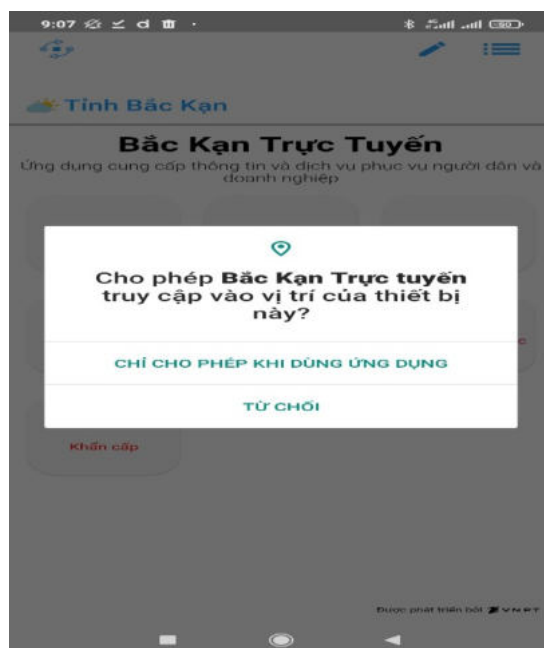 9:07
Tỉnh Bắc Kạn
Bắc Kạn Trực Tuyến
Ứng dụng cung cấp thông tin và dịch vụ phục vụ người dân và
doanh nghiệp
Cho phép Bắc Kạn Trực tuyến
truy cập vào vị trí của thiết bị
này?
CHỈ CHO PHÉP KHI DÙNG ỨNG DỤNG
TỪ CHỐI
Khẩn cấp
Được phát triển bởi VNPT